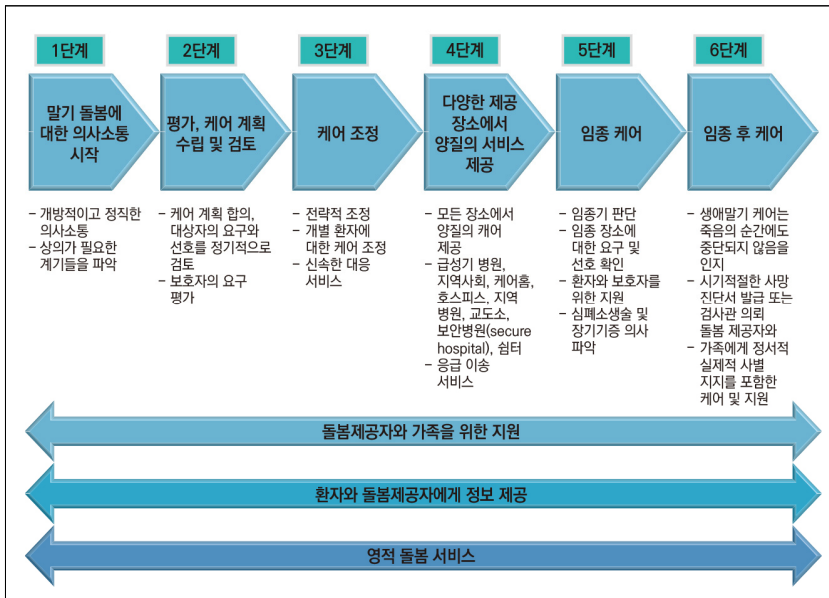 1단계
말기 돌봄에
대한 의사소통
시작
- 개방적이고 정직한
의사소통
- 상의가 필요한
계기들을 파악
2단계
평가, 케어 계획
수립 및 검토
- 케어 계획 합의,
대상자의 요구와
선호를 정기적으로
검토
- 보호자의 요구
평가
3단계
케어 조정
- 전략적 조정
- 개별 환자에
대한 케어 조정
- 신속한 대응
서비스
4단계
다양한 제공
장소에서
양질의 서비스
제공
- 모든 장소에서
양질의 캐어
제공
- 급성기 병원,
지역사회, 케어홈,
호스피스, 지역
병원, 교도소,
보안병원(secure
hospital), 쉼터
- 응급 이송
서비스
5단계
임종 케어
- 임종기 판단
- 임종 장소에
대한 요구 및
선호 확인
- 환자와 보호자를
위한 지원
- 심폐소생술 및
장기기증 의사
파악
6단계
임종 후 케어
- 생애말기 케어는
죽음의 순간에도
중단되지 않음을
인지
- 시기적절한 사망
진단서 발급 또는
검사관 의뢰
돌봄 제공자와
- 가족에게 정서적
실제적 사별
지지를 포함한
케어 및 지원
돌봄제공자와 가족을 위한 지원
환자와 돌봄제공자에게 정보 제공
영적 돌봄 서비스